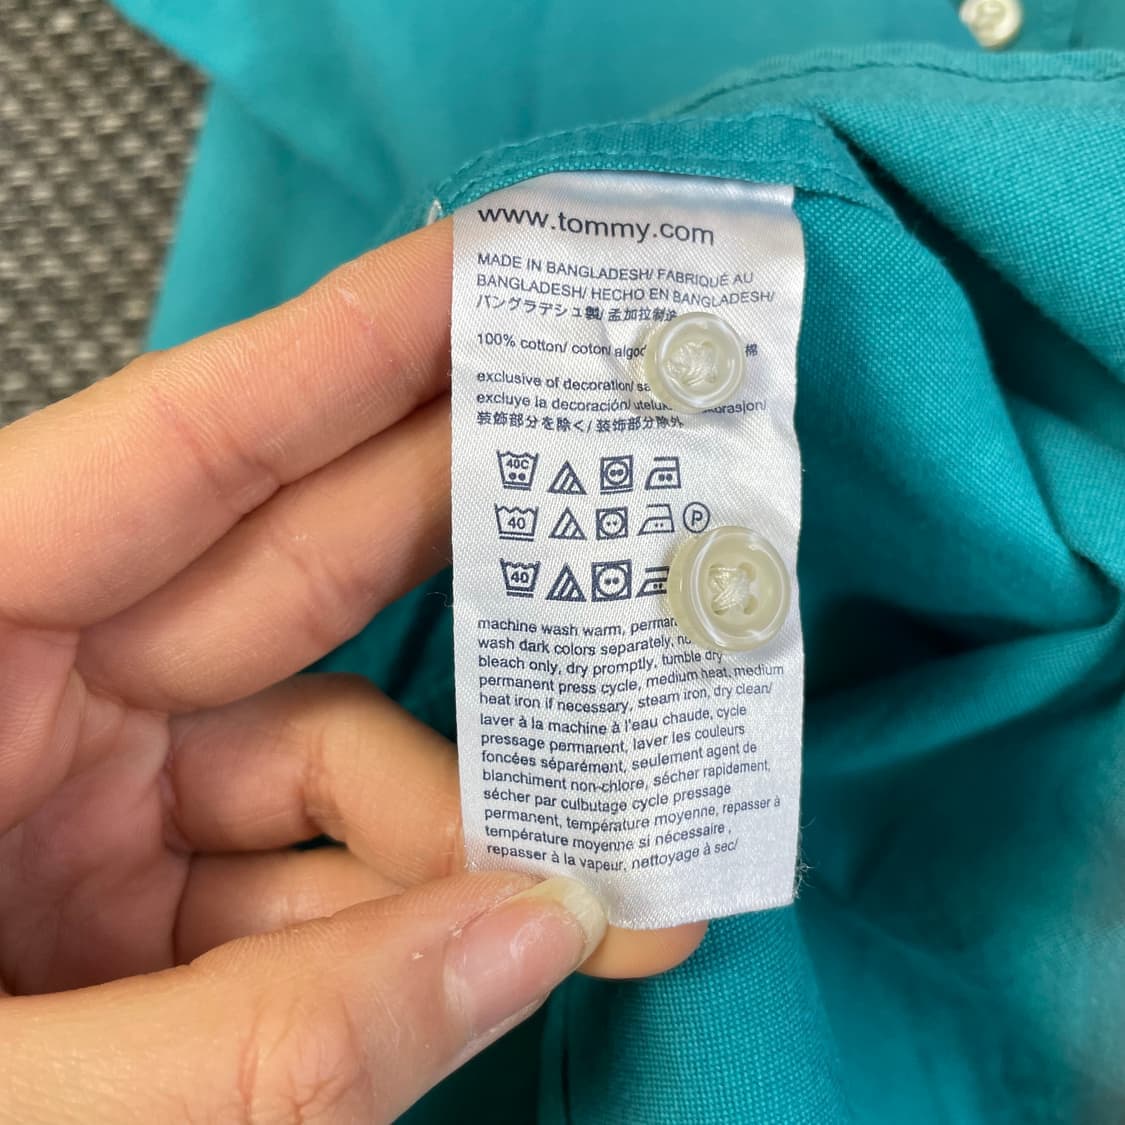 www.tommy.com
MADE IN BANGLADESH/ FABRIQUÉ AU
BANGLADESH/ HECHO EN BANGLADESH/
バングラデシュ製/ 孟加拉制造
100% cotton/ coton/ 棉
exclusive of decoration/
excluye la decoración/
装飾部分を除く/ 装饰部分除外
40C
40 P
40
machine wash warm,
wash dark colors separately,
bleach only, dry promptly, tumble dry
permanent press cycle, medium heat, medium
heat iron if necessary, steam iron, dry clean/
laver à la machine à l'eau chaude, cycle
pressage permanent, laver les couleurs
foncées séparément, seulement agent de
blanchiment non-chlore, sécher rapidement,
sécher par culbutage cycle pressage
permanent, température moyenne, repasser à
température moyenne si nécessaire ,
repasser à la vapeur, nettoyage à sec/